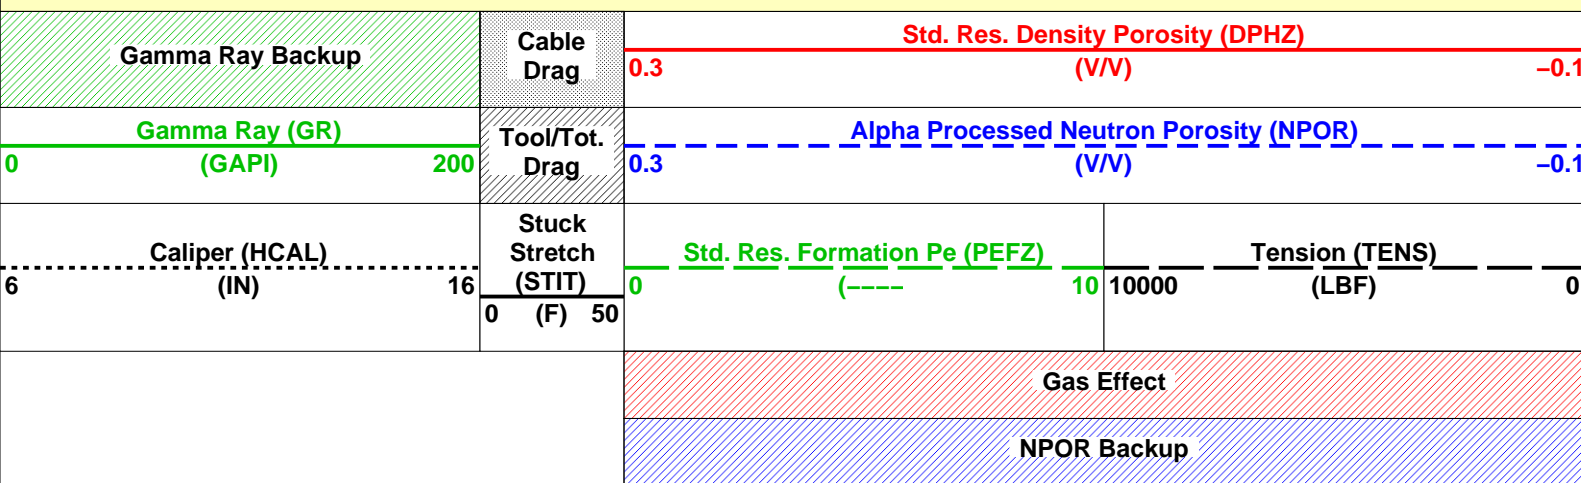 Gamma Ray Backup
Cable
Drag
Std. Res. Density Porosity (DPHZ)
0.3 (V/V) −0.1
Gamma Ray (GR)
0 (GAPI) 200
Tool/Tot.
Drag
Alpha Processed Neutron Porosity (NPOR)
0.3 (V/V) −0.1
Caliper (HCAL)
6 (IN) 16
Stuck
Stretch
(STIT)
0 (F) 50
Std. Res. Formation Pe (PEFZ)
0 (−−−− 10
Tension (TENS)
10000 (LBF) 0
Gas Effect
NPOR Backup